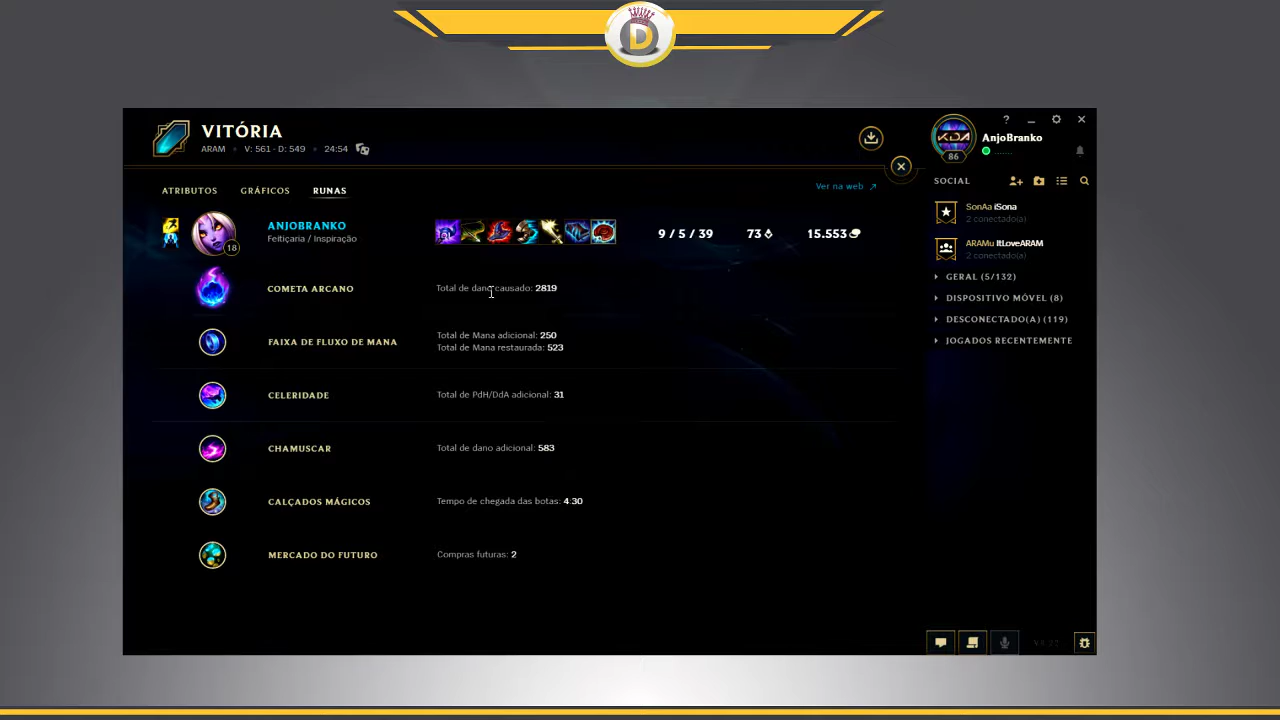 D
VITÓRIA
ARAM • V: 561 - D: 549 • 24:54
ATRIBUTOS GRÁFICOS RUNAS
Ver na web
18
ANJOBRANKO
Feitiçaria / Inspiração
9 / 5 / 39 73 15.553
COMETA ARCANO
Total de dano causado: 2819
FAIXA DE FLUXO DE MANA
Total de Mana adicional: 250
Total de Mana restaurada: 523
CELERIDADE
Total de PdH/DdA adicional: 31
CHAMUSCAR
Total de dano adicional: 583
CALÇADOS MÁGICOS
Tempo de chegada das botas: 4:30
MERCADO DO FUTURO
Compras futuras: 2
?
KDA
86
AnjoBranko
SOCIAL
SonAa iSona
2 conectado(a)
ARAMu ItLoveARAM
2 conectado(a)
GERAL (5/132)
DISPOSITIVO MÓVEL (8)
DESCONECTADO(A) (119)
JOGADOS RECENTEMENTE